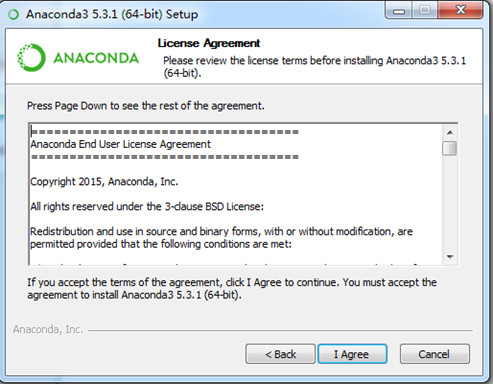 Anaconda3 5.3.1 (64-bit) Setup
ANACONDA
License Agreement
Please review the license terms before installing Anaconda3 5.3.1
(64-bit).
Press Page Down to see the rest of the agreement.
====================================
Anaconda End User License Agreement
====================================
Copyright 2015, Anaconda, Inc.
All rights reserved under the 3-clause BSD License:
Redistribution and use in source and binary forms, with or without modification, are
permitted provided that the following conditions are met:
If you accept the terms of the agreement, click I Agree to continue. You must accept the
agreement to install Anaconda3 5.3.1 (64-bit).
Anaconda, Inc.
< Back
I Agree
Cancel